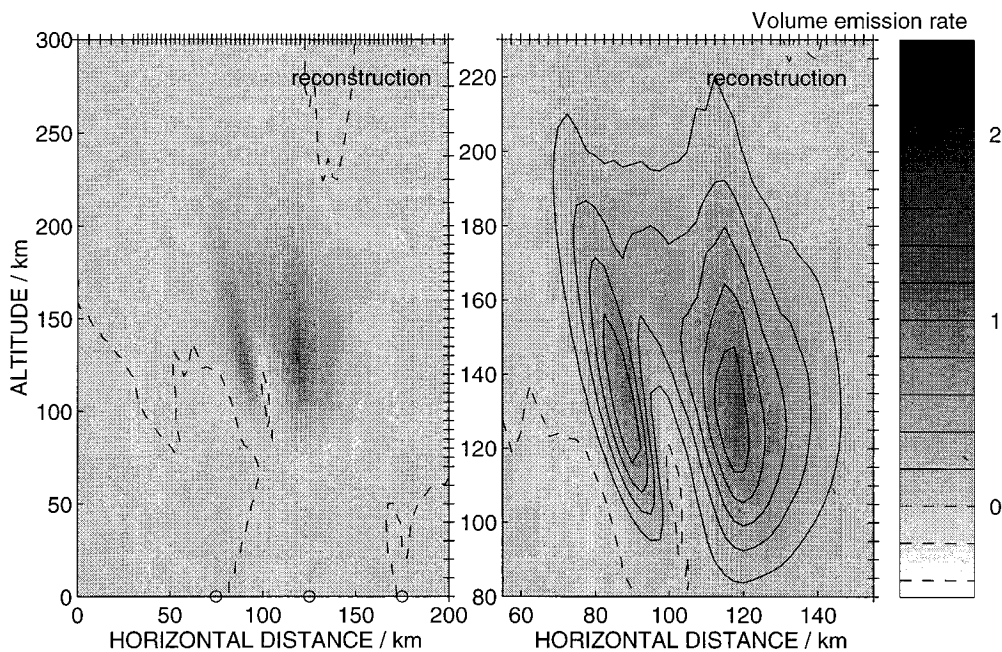 Volume emission rate
300
250
200
150
100
50
0
ALTITUDE / km
reconstruction
0 50 100 150 200
HORIZONTAL DISTANCE / km
220
200
180
160
140
120
100
80
reconstruction
80 100 120 140
HORIZONTAL DISTANCE / km
2
1
0